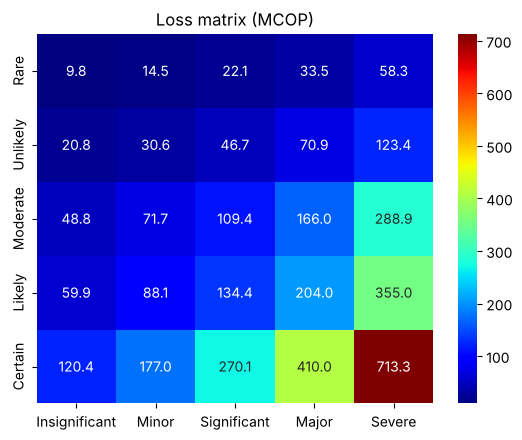 Loss matrix (MCOP)
Rare 9.8 14.5 22.1 33.5 58.3
Unlikely 20.8 30.6 46.7 70.9 123.4
Moderate 48.8 71.7 109.4 166.0 288.9
Likely 59.9 88.1 134.4 204.0 355.0
Certain 120.4 177.0 270.1 410.0 713.3
Insignificant Minor Significant Major Severe
700
600
500
400
300
200
100